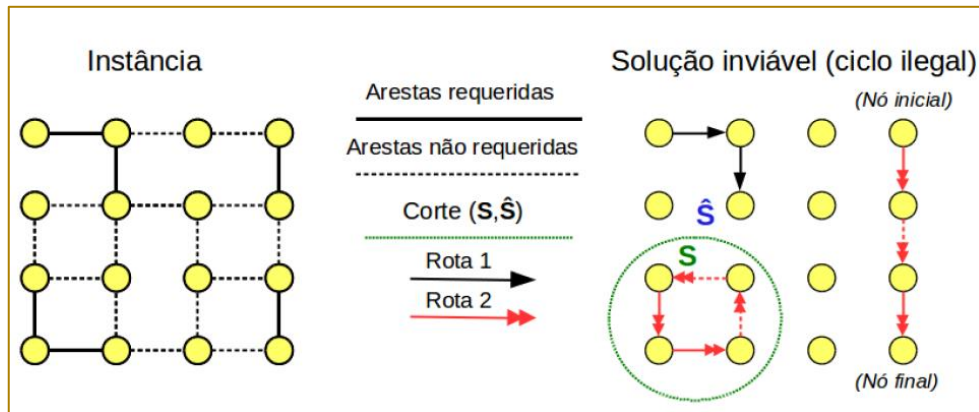 Instância
Solução inviável (ciclo ilegal)
Arestas requeridas
(Nó inicial)
Arestas não requeridas
Corte (S,Ŝ)
Ŝ
S
Rota 1
Rota 2
(Nó final)